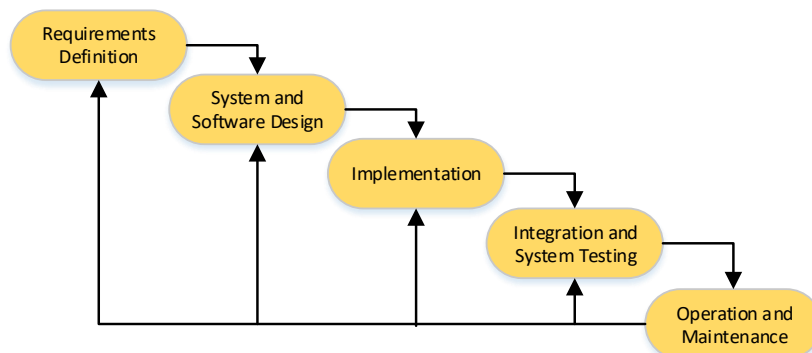 Requirements
Definition
System and
Software Design
Implementation
Integration and
System Testing
Operation and
Maintenance